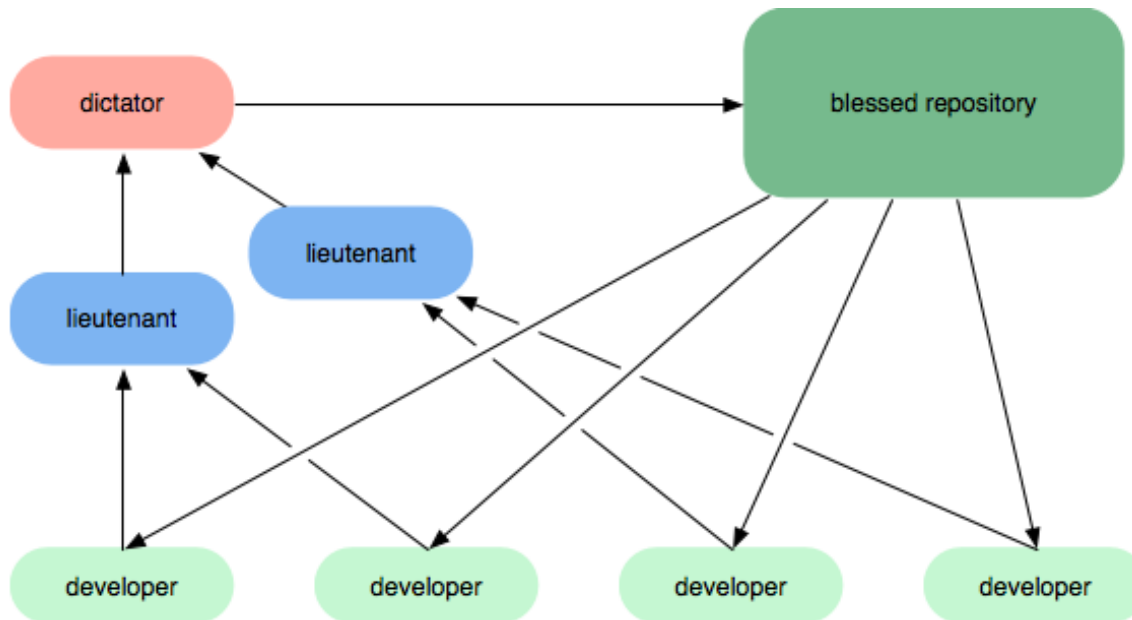 dictator
blessed repository
lieutenant
lieutenant
developer
developer
developer
developer